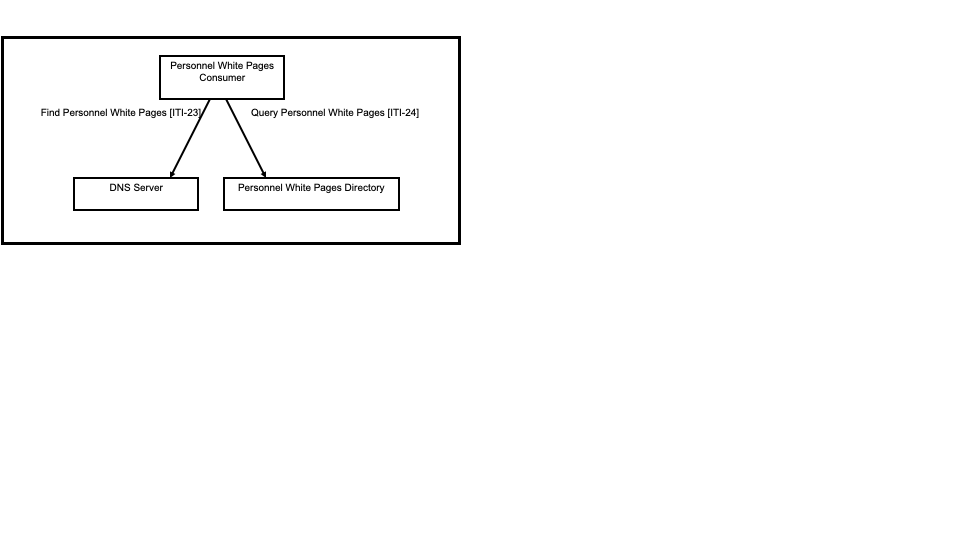 Personnel White Pages
Consumer
Find Personnel White Pages [ITI-23]
Query Personnel White Pages [ITI-24]
DNS Server
Personnel White Pages Directory